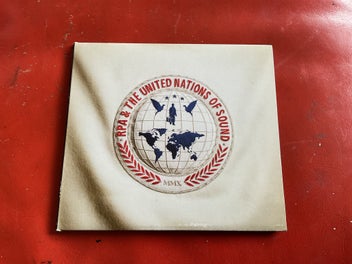 RPA & THE UNITED NATIONS OF SOUND
MMX